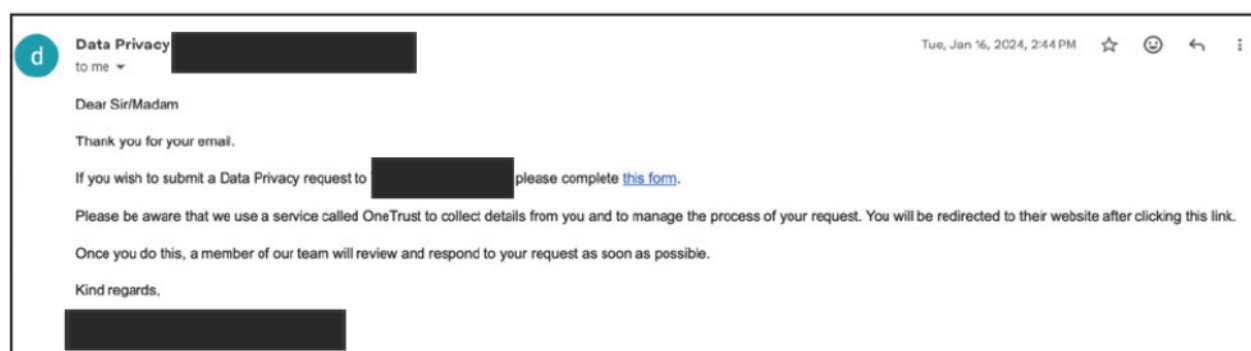 d
Data Privacy
Tue, Jan 16, 2024, 2:44 PM
to me
Dear Sir/Madam
Thank you for your email.
If you wish to submit a Data Privacy request to please complete this form.
Please be aware that we use a service called OneTrust to collect details from you and to manage the process of your request. You will be redirected to their website after clicking this link.
Once you do this, a member of our team will review and respond to your request as soon as possible.
Kind regards,